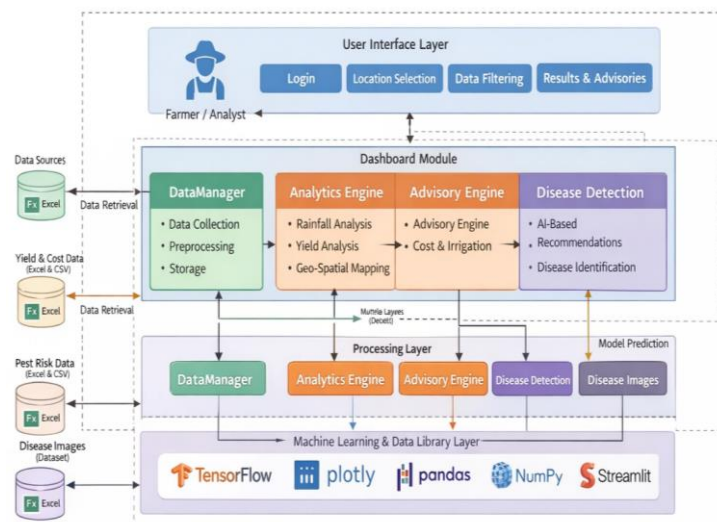 User Interface Layer
Login
Location Selection
Data Filtering
Results & Advisories
Farmer / Analyst
Dashboard Module
Data Sources
Fx Excel
Data Retrieval
DataManager
• Data Collection
• Preprocessing
• Storage
Analytics Engine
• Rainfall Analysis
• Yield Analysis
• Geo-Spatial Mapping
Advisory Engine
• Advisory Engine
• Cost & Irrigation
Disease Detection
• AI-Based
Recommendations
• Disease Identification
Yield & Cost Data
(Excel & CSV)
Fx Excel
Data Retrieval
Processing Layer
Model Prediction
DataManager
Analytics Engine
Advisory Engine
Disease Detection
Disease Images
Pest Risk Data
(Excel & CSV)
Fx Excel
Machine Learning & Data Library Layer
TensorFlow
plotly
pandas
NumPy
Streamlit
Disease Images
(Dataset)
Fx Excel